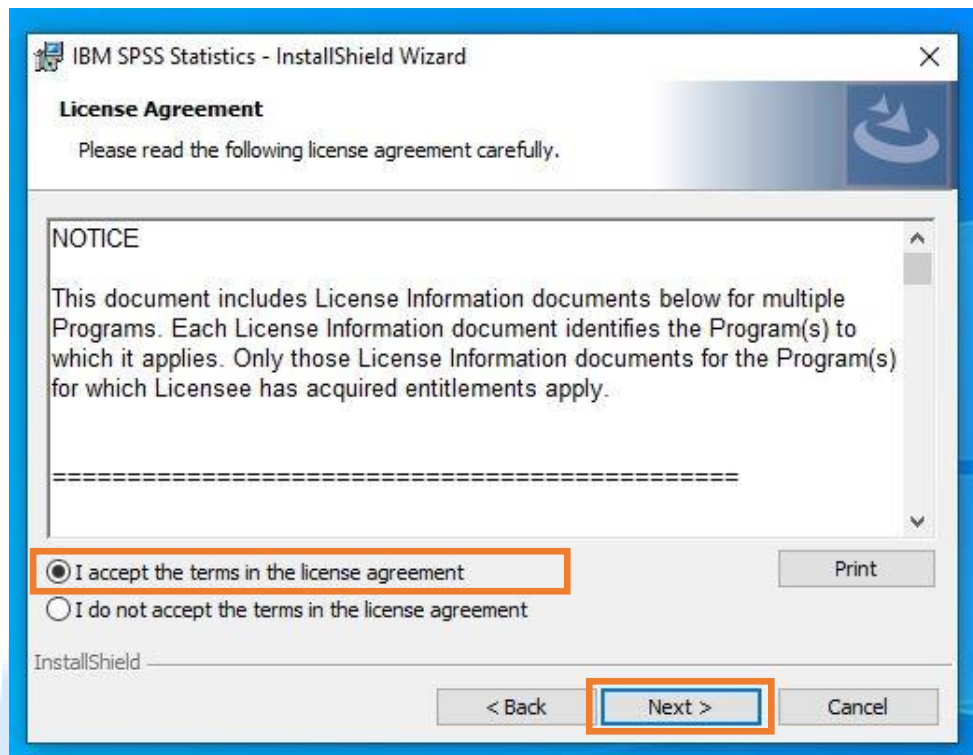 IBM SPSS Statistics - InstallShield Wizard
License Agreement
Please read the following license agreement carefully.
NOTICE
This document includes License Information documents below for multiple
Programs. Each License Information document identifies the Program(s) to
which it applies. Only those License Information documents for the Program(s)
for which Licensee has acquired entitlements apply.
==============================================
I accept the terms in the license agreement
Print
I do not accept the terms in the license agreement
InstallShield
< Back
Next >
Cancel